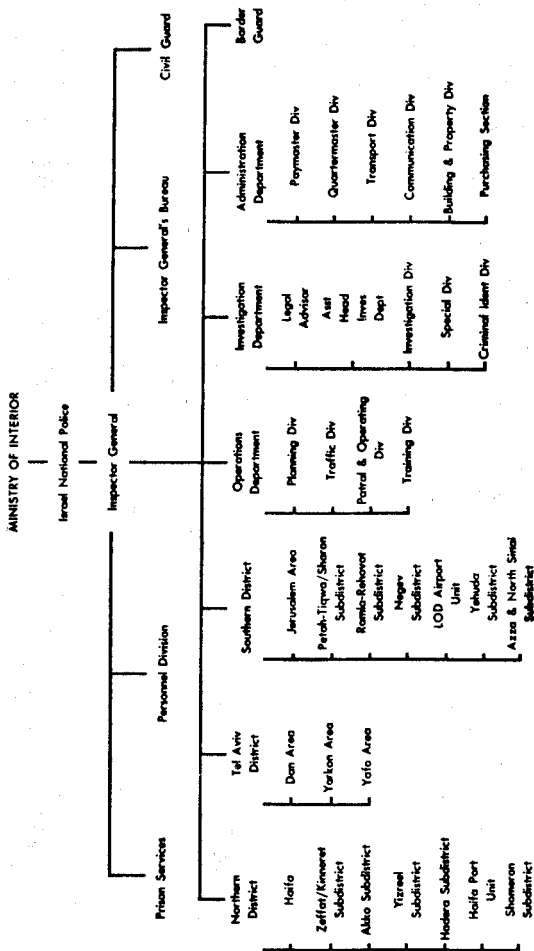 MINISTRY OF INTERIOR
Israel National Police
Inspector General
Prison Services
Personnel Division
Inspector General's Bureau
Civil Guard
Northern
District
Haifa
Zeffat/Kinneret
Subdistrict
Akko Subdistrict
Yizreel
Subdistrict
Hadera Subdistrict
Haifa Port
Unit
Shomeron
Subdistrict
Tel Aviv
District
Dan Area
Yarkon Area
Yafo Area
Southern District
Jerusalem Area
Petah-Tiqwa/Sharon
Subdistrict
Ramla-Rehovot
Subdistrict
Negev
Subdistrict
LOD Airport
Unit
Yehuda
Subdistrict
Azza & North Sinai
Subdistrict
Operations
Department
Planning Div
Traffic Div
Patrol & Operating
Div
Training Div
Investigation
Department
Legal
Advisor
Asst
Head
Inves
Dept
Investigation Div
Special Div
Criminal Ident Div
Administration
Department
Paymaster Div
Quartermaster Div
Transport Div
Communication Div
Building & Property Div
Purchasing Section
Border
Guard